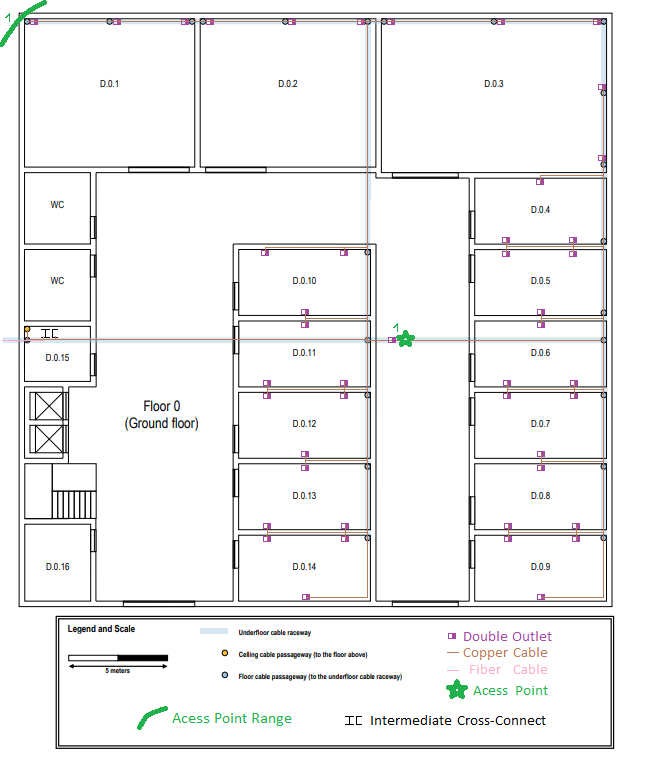 1
D.0.1
D.0.2
D.0.3
WC
D.0.4
WC
D.0.10
D.0.5
1
D.0.15
D.0.11
D.0.6
Floor 0
(Ground floor)
D.0.12
D.0.7
D.0.13
D.0.8
D.0.16
D.0.14
D.0.9
Legend and Scale
5 meters
Underfloor cable raceway
Celling cable passageway (to the floor above)
Floor cable passageway (to the underfloor cable raceway)
Double Outlet
Copper Cable
Fiber Cable
Acess Point
Acess Point Range
Intermediate Cross-Connect